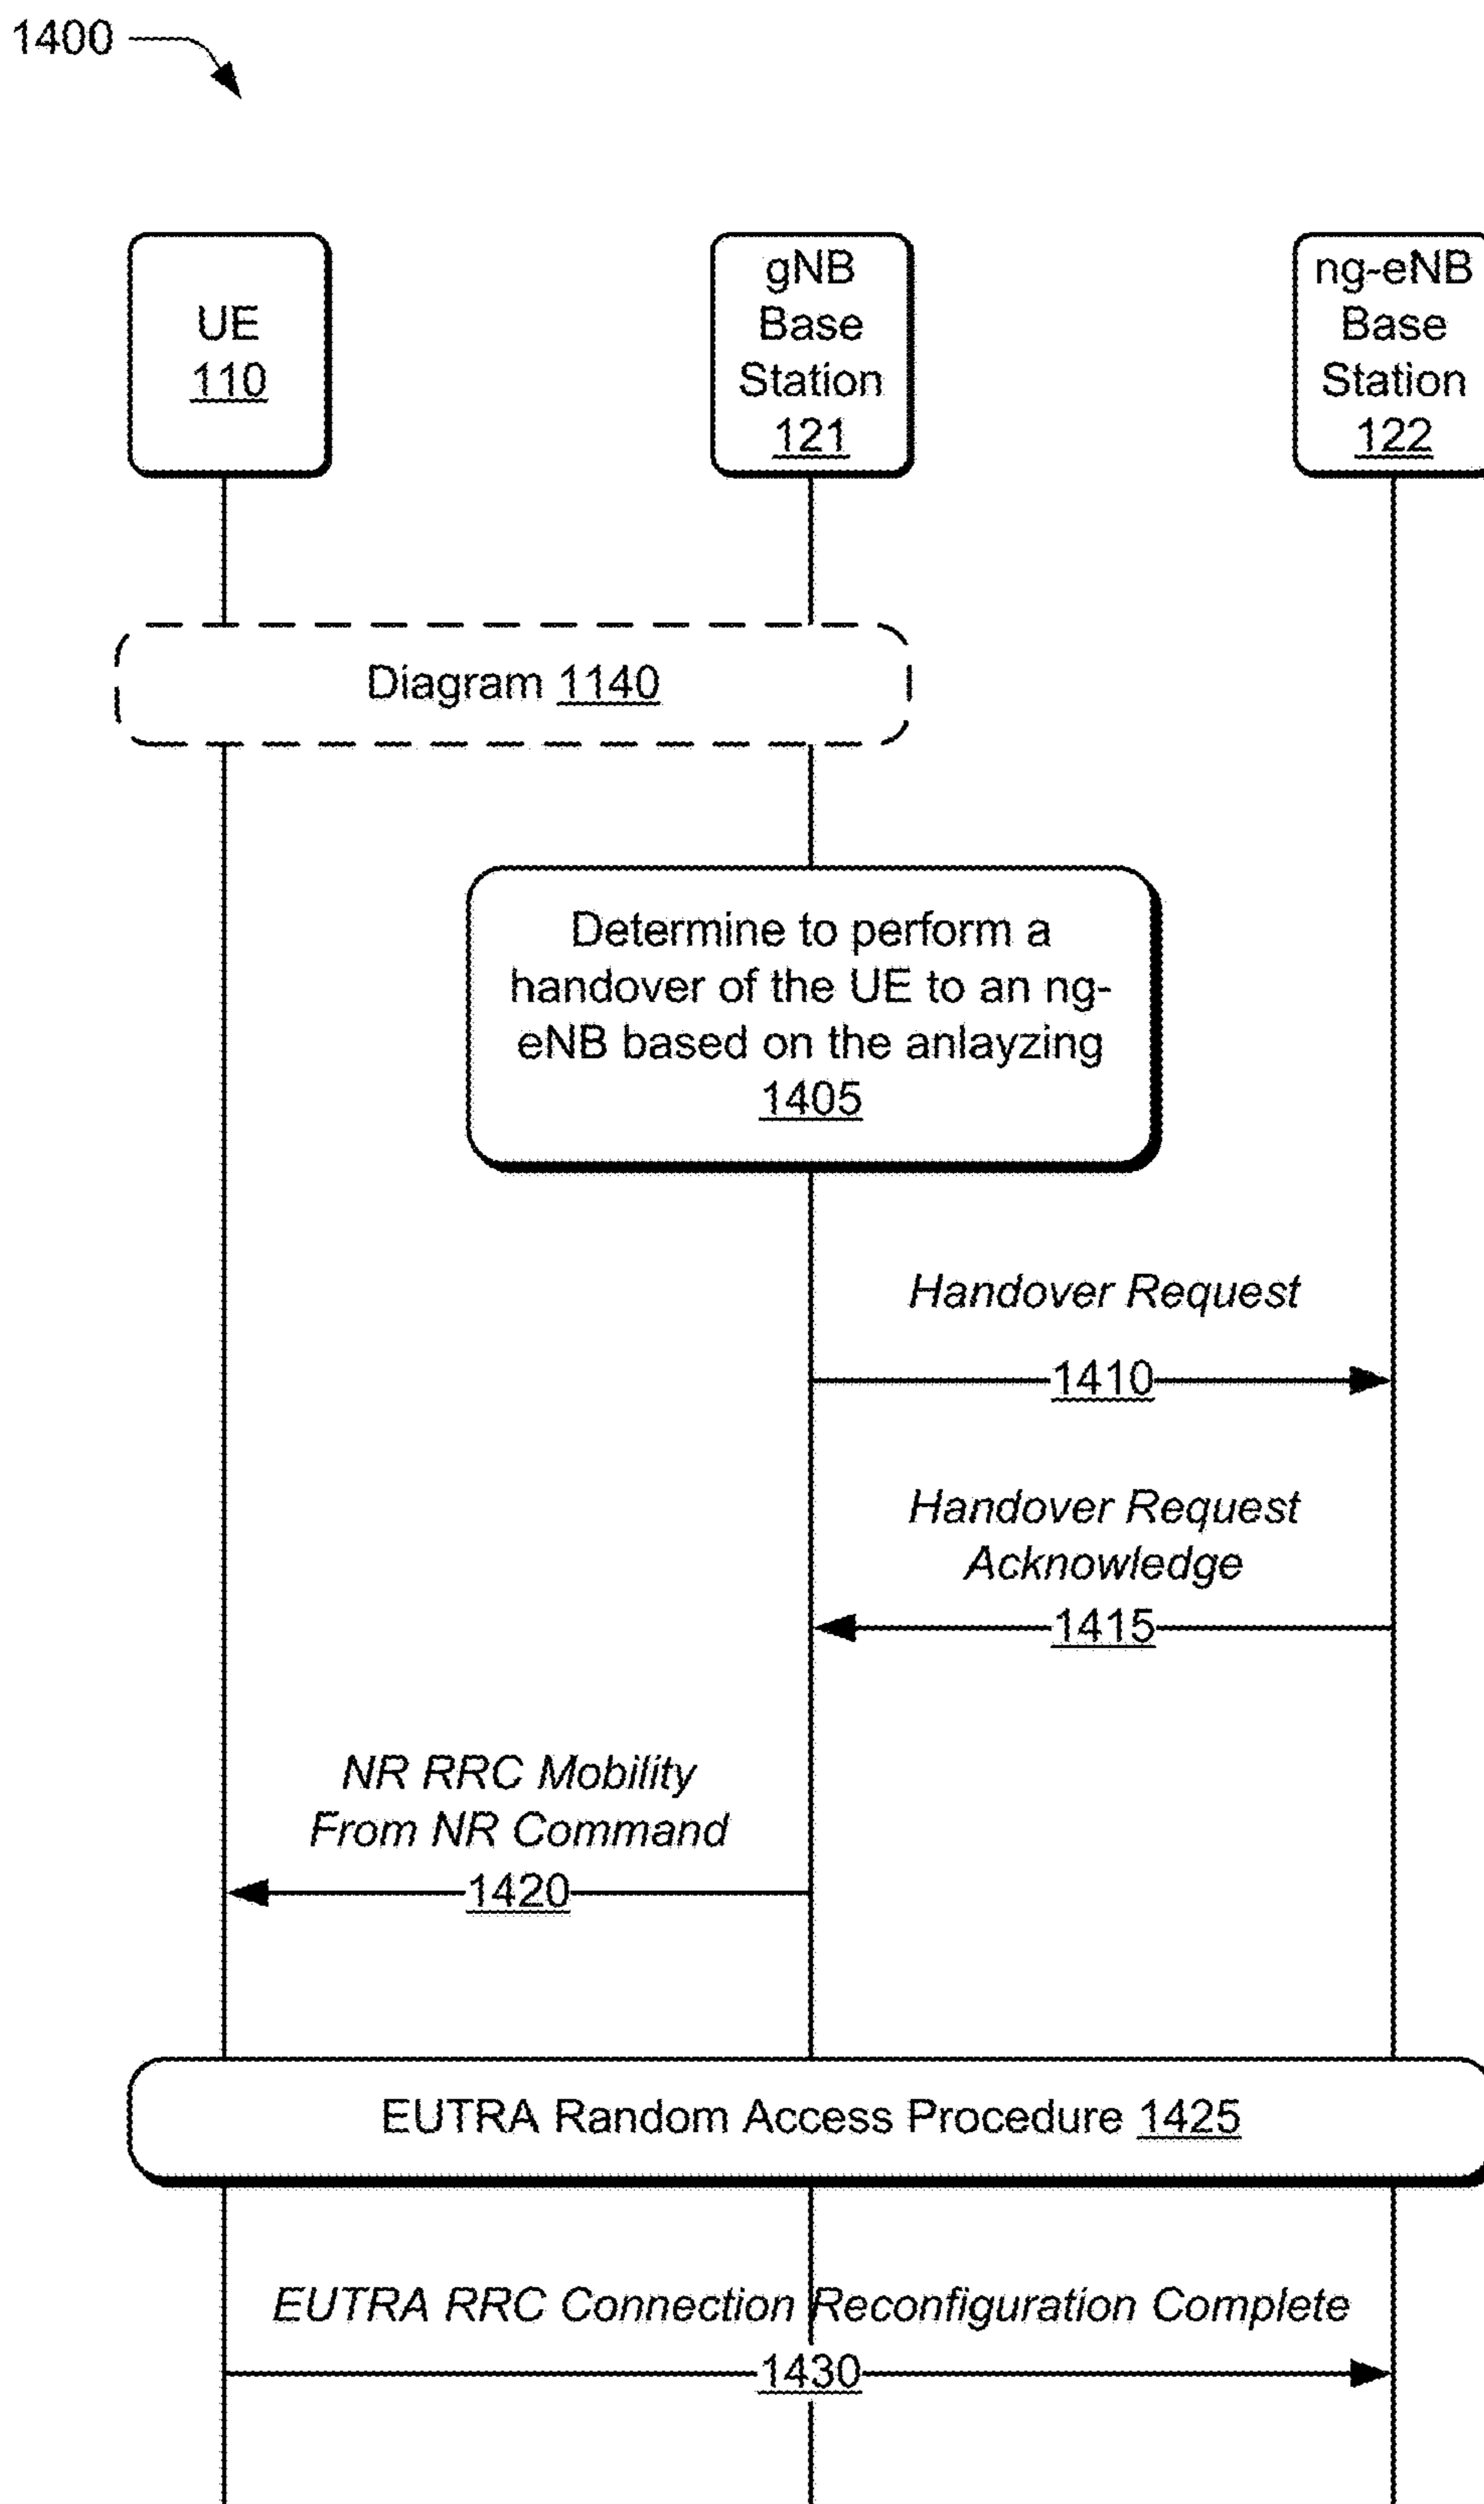 1400
UE
110
gNB
Base
Station
121
ng-eNB
Base
Station
122
Diagram 1140
Determine to perform a
handover of the UE to an ng-
eNB based on the anlayzing
1405
Handover Request
1410
Handover Request
Acknowledge
1415
NR RRC Mobility
From NR Command
1420
EUTRA Random Access Procedure 1425
EUTRA RRC Connection Reconfiguration Complete
1430